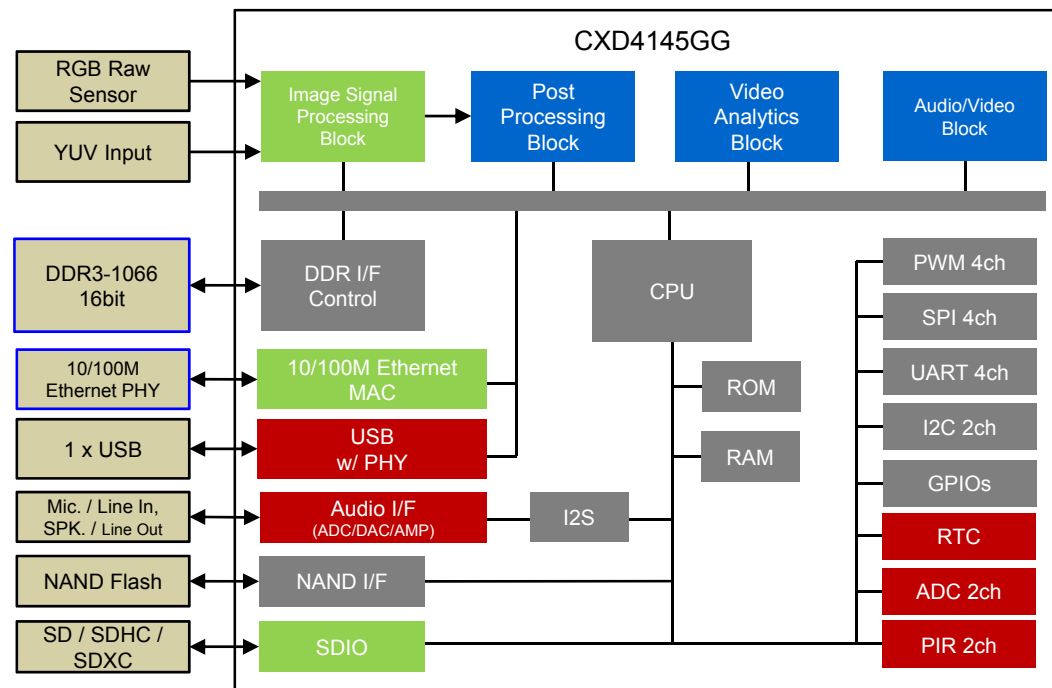 CXD4145GG
RGB Raw
Sensor
YUV Input
Image Signal
Processing
Block
Post
Processing
Block
Video
Analytics
Block
Audio/Video
Block
DDR3-1066
16bit
DDR I/F
Control
CPU
PWM 4ch
SPI 4ch
10/100M
Ethernet PHY
10/100M Ethernet
MAC
ROM
UART 4ch
1 x USB
USB
w/ PHY
RAM
I2C 2ch
GPIOs
Mic. / Line In,
SPK. / Line Out
Audio I/F
(ADC/DAC/AMP)
I2S
RTC
NAND Flash
NAND I/F
ADC 2ch
SD / SDHC /
SDXC
SDIO
PIR 2ch